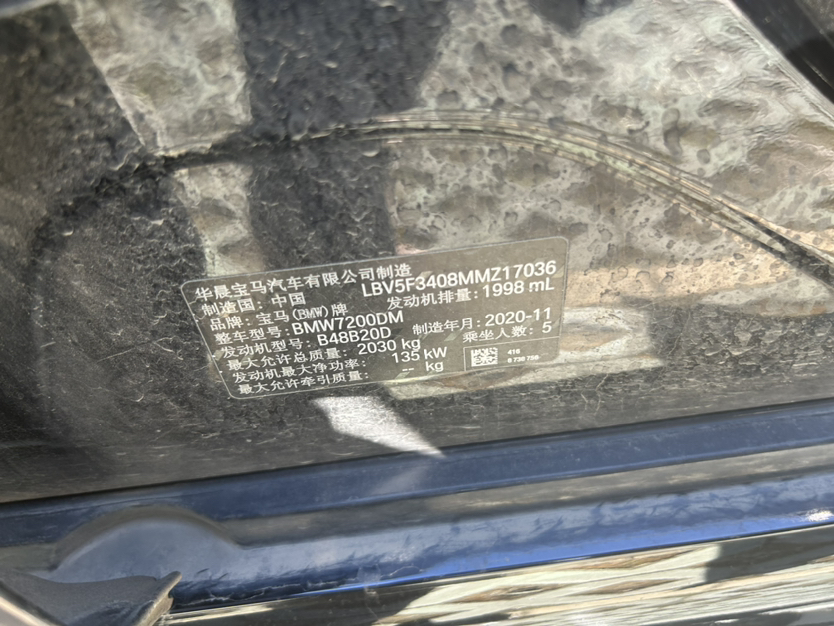 华晨宝马汽车有限公司制造
制造国：中国 LBV5F3408MMZ17036
品牌：宝马(BMW)牌 发动机排量：1998 mL
整车型号：BMW7200DM
发动机型号：B48B20D 制造年月：2020-11
最大允许总质量：2030 kg 乘坐人数：5
发动机最大净功率：135 kW
最大允许牵引质量：-- kg
416